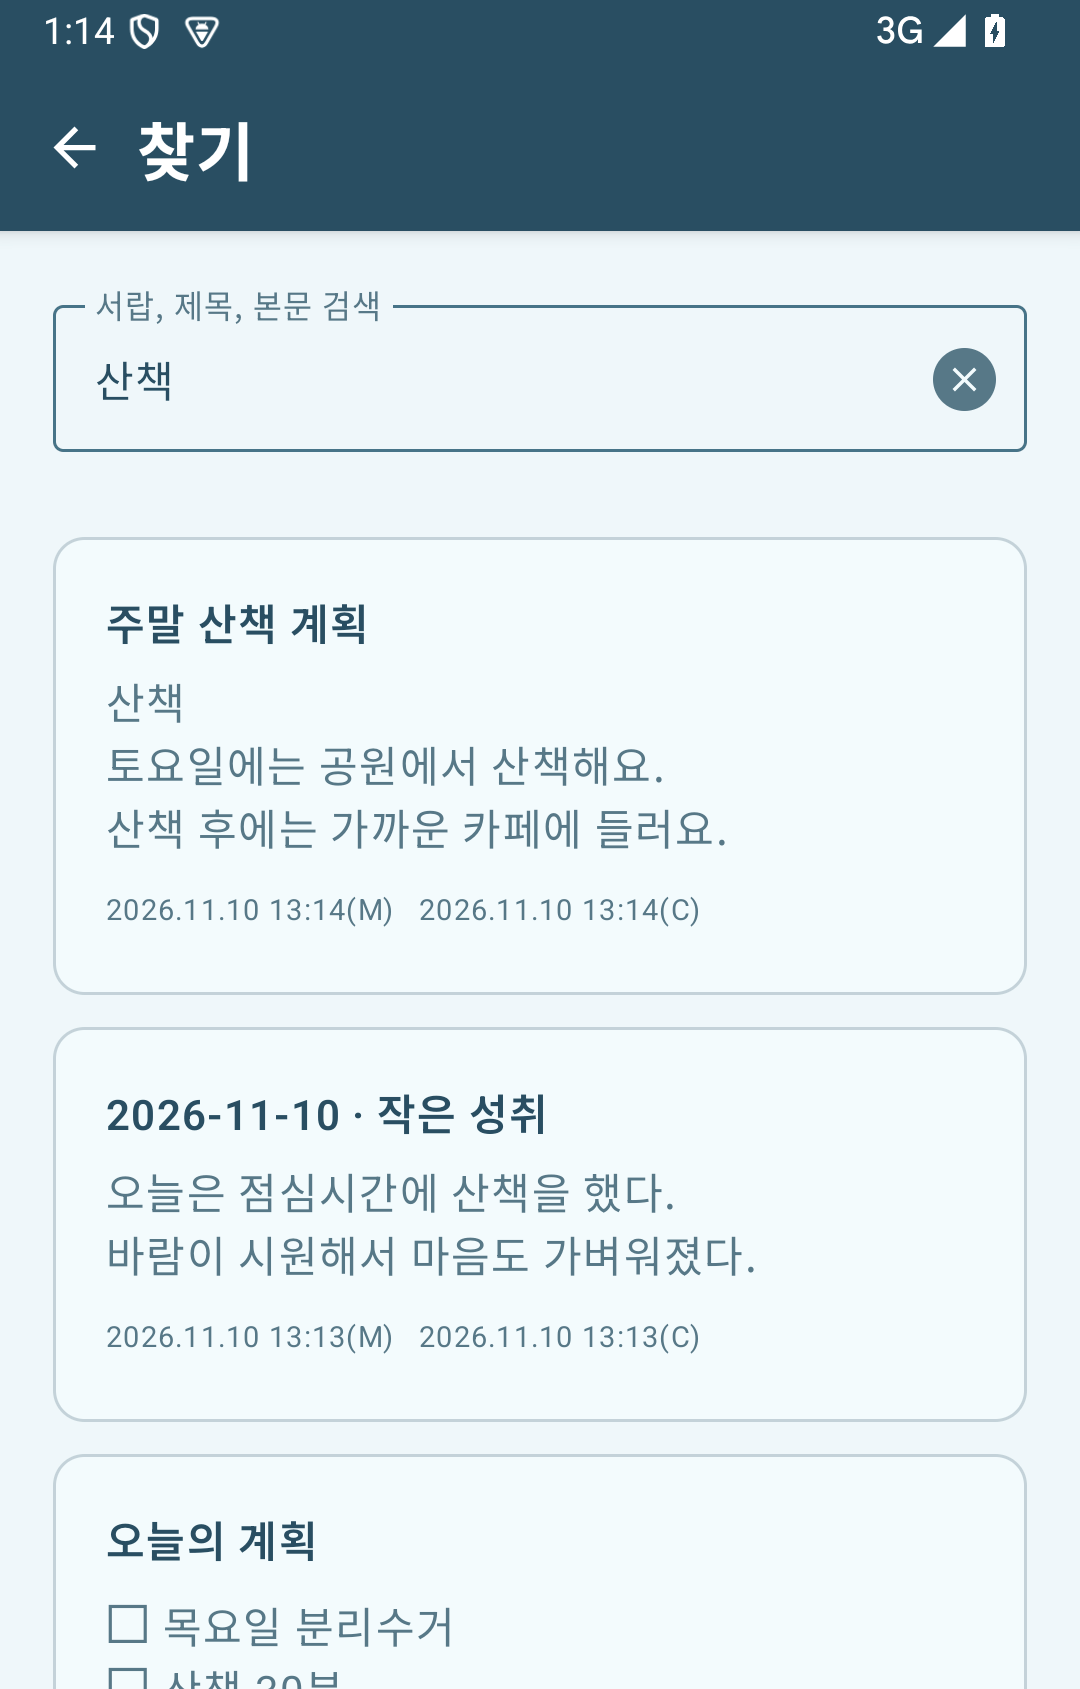 1:14
3G
찾기
서랍, 제목, 본문 검색
산책
주말 산책 계획
산책
토요일에는 공원에서 산책해요.
산책 후에는 가까운 카페에 들러요.
2026.11.10 13:14(M) 2026.11.10 13:14(C)
2026-11-10 · 작은 성취
오늘은 점심시간에 산책을 했다.
바람이 시원해서 마음도 가벼워졌다.
2026.11.10 13:13(M) 2026.11.10 13:13(C)
오늘의 계획
☐ 목요일 분리수거
☐ 산책 30분